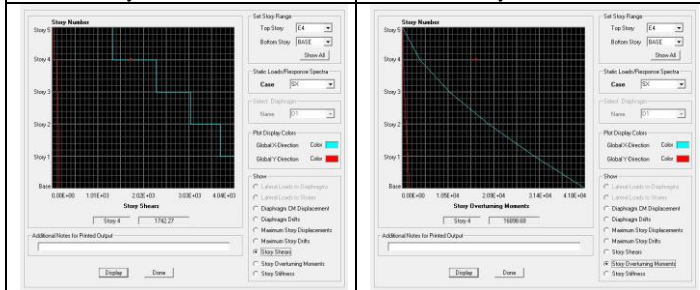 Story Number
Story 5
Story 4
Story 3
Story 2
Story 1
Base
0.00E+00 1.01E+03 2.02E+03 3.03E+03 4.04E+03
Story Shears
Story 4 1742.27
Additional Notes for Printed Output
Display Done
Set Story Range
Top Story E4
Bottom Story BASE
Show All
Static Loads/Response Spectra
Case SX
Select Diaphragm
Name D1
Plot Display Colors
Global X-Direction Color
Global Y-Direction Color
Show
Lateral Loads to Diaphragms
Lateral Loads to Stories
Diaphragm CM Displacement
Diaphragm Drifts
Maximum Story Displacements
Maximum Story Drifts
Story Shears
Story Overturning Moments
Story Stiffness
Story Number
Story 5
Story 4
Story 3
Story 2
Story 1
Base
0.00E+00 1.05E+04 2.09E+04 3.14E+04 4.18E+04
Story Overturning Moments
Story 4
Additional Notes for Printed Output
Display Done
Set Story Range
Top Story E4
Bottom Story BASE
Show All
Static Loads/Response Spectra
Case SX
Select Diaphragm
Name D1
Plot Display Colors
Global X-Direction Color
Global Y-Direction Color
Show
Lateral Loads to Diaphragms
Lateral Loads to Stories
Diaphragm CM Displacement
Diaphragm Drifts
Maximum Story Displacements
Maximum Story Drifts
Story Shears
Story Overturning Moments
Story Stiffness